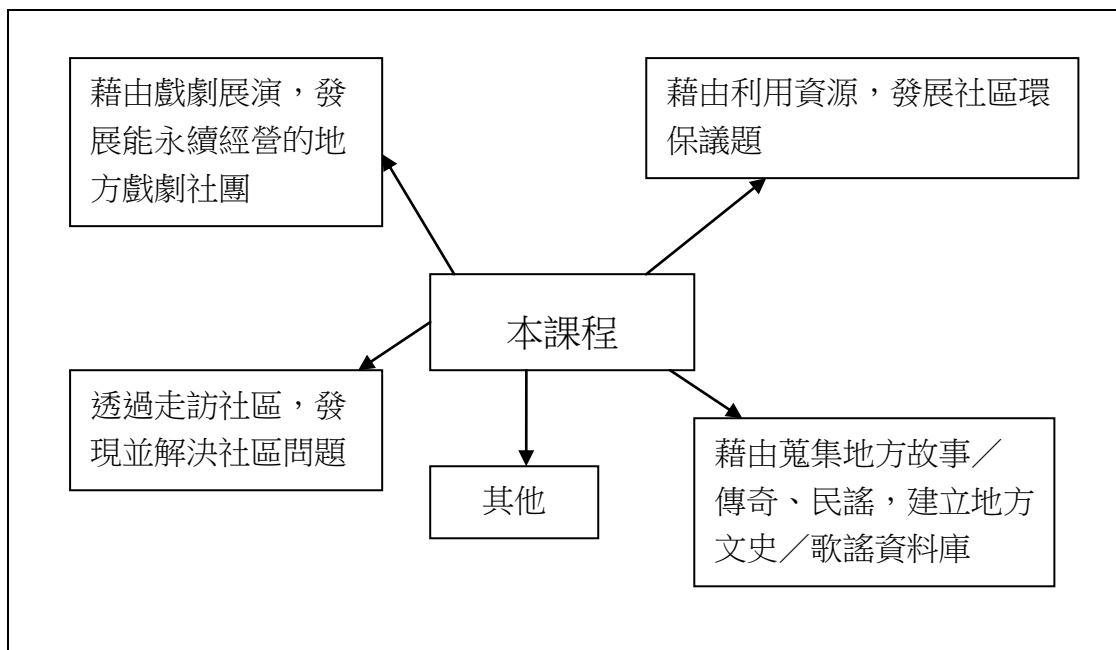 藉由戲劇展演，發
展能永續經營的地
方戲劇社團
藉由利用資源，發展社區環
保議題
本課程
透過走訪社區，發
現並解決社區問題
其他
藉由蒐集地方故事／
傳奇、民謠，建立地方
文史／歌謠資料庫